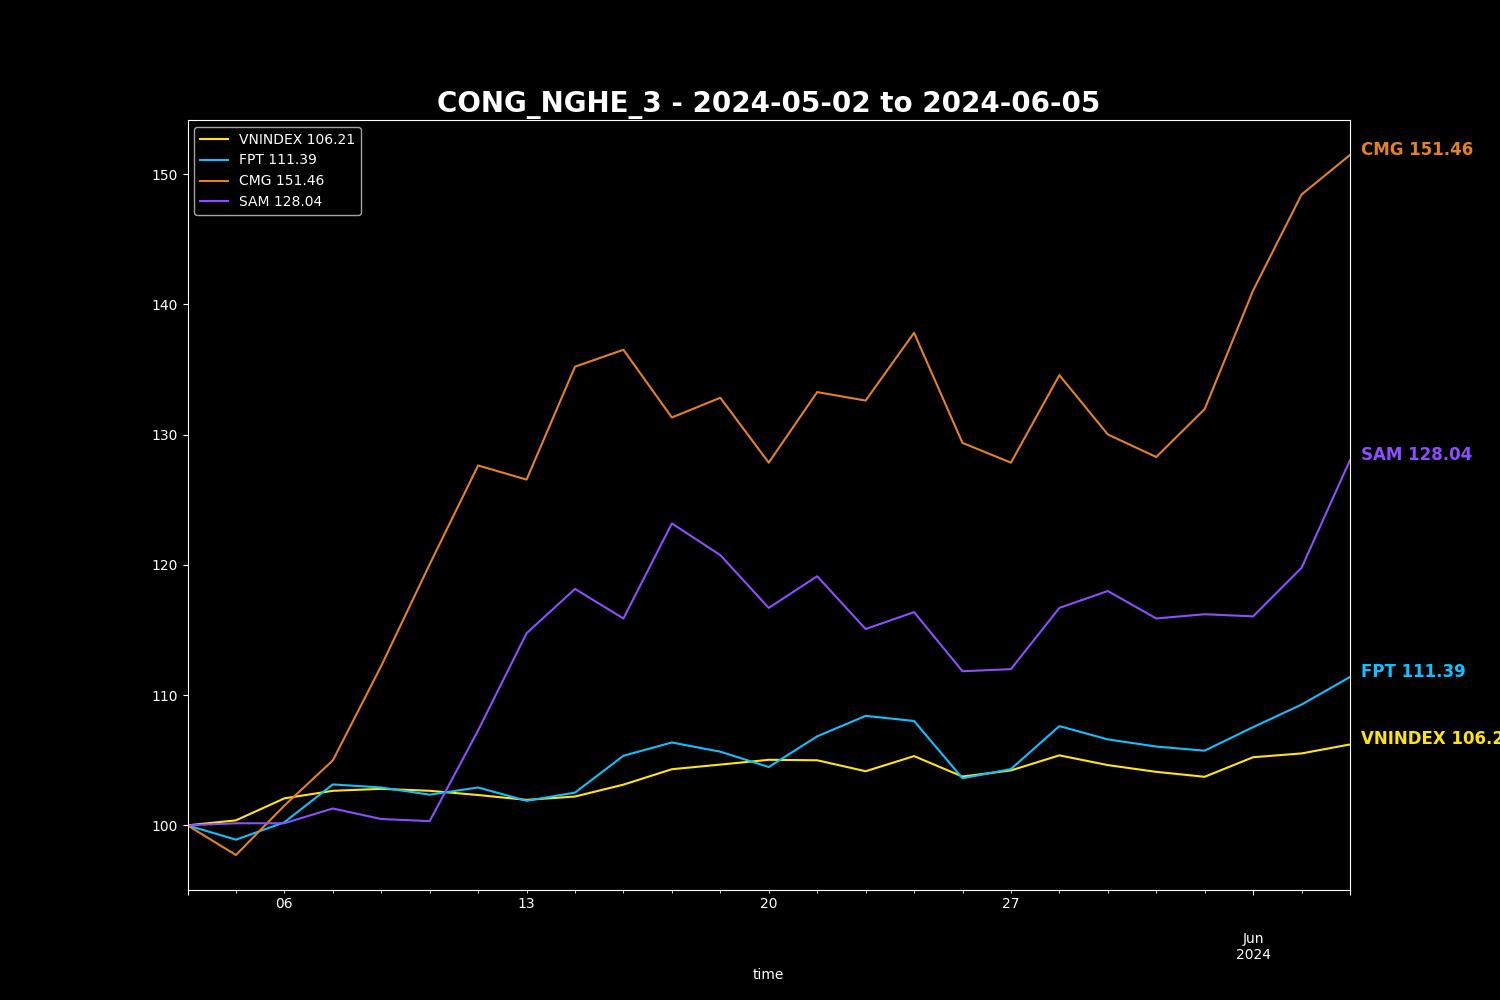 CONG_NGHE_3 - 2024-05-02 to 2024-06-05
VNINDEX 106.21
FPT 111.39
CMG 151.46
SAM 128.04
150
140
130
120
110
100
CMG 151.46
SAM 128.04
FPT 111.39
VNINDEX 106.2
06
13
20
27
Jun
2024
time